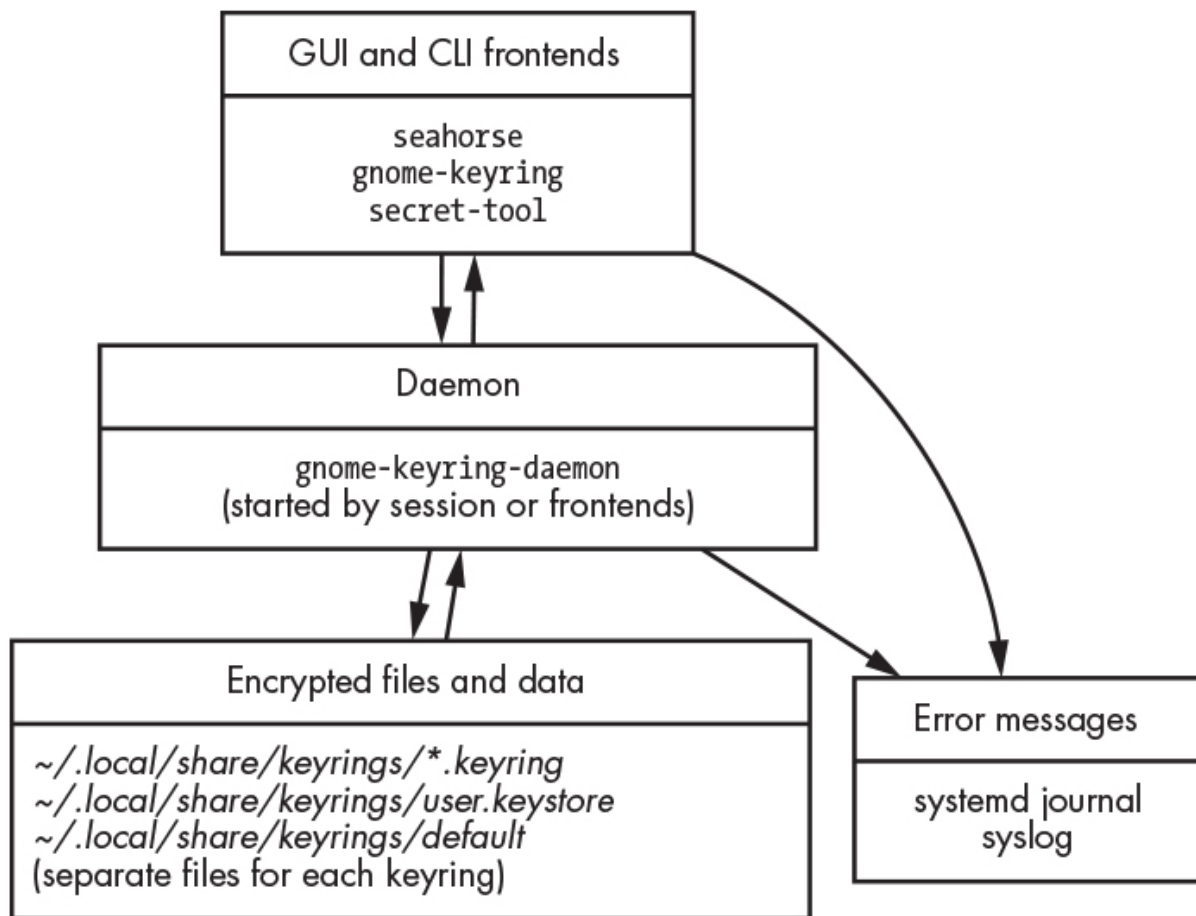 GUI and CLI frontends
seahorse
gnome-keyring
secret-tool
Daemon
gnome-keyring-daemon
(started by session or frontends)
Encrypted files and data
~/.local/share/keyrings/*.keyring
~/.local/share/keyrings/user.keystore
~/.local/share/keyrings/default
(separate files for each keyring)
Error messages
systemd journal
syslog